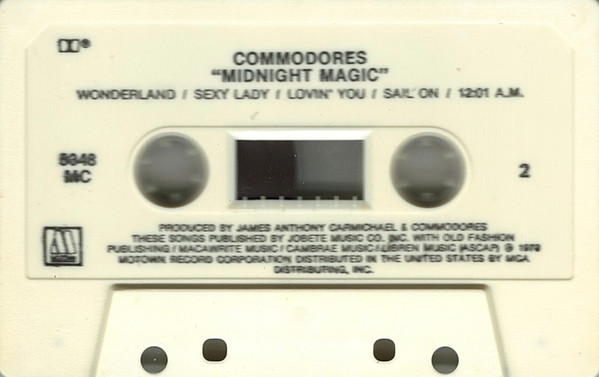 COMMODORES
"MIDNIGHT MAGIC"
WONDERLAND / SEXY LADY / LOVIN' YOU / SAIL ON / 12:01 A.M.
5348
MC
2
PRODUCED BY JAMES ANTHONY CARMICHAEL & COMMODORES
THESE SONGS PUBLISHED BY JOBETE MUSIC CO. INC. WITH OLD FASHION
PUBLISHING / MACAWRITE MUSIC / CAMBRAE MUSIC / LIBREN MUSIC (ASCAP) ℗ 1979
MOTOWN RECORD CORPORATION DISTRIBUTED IN THE UNITED STATES BY MCA
DISTRIBUTING, INC.
M